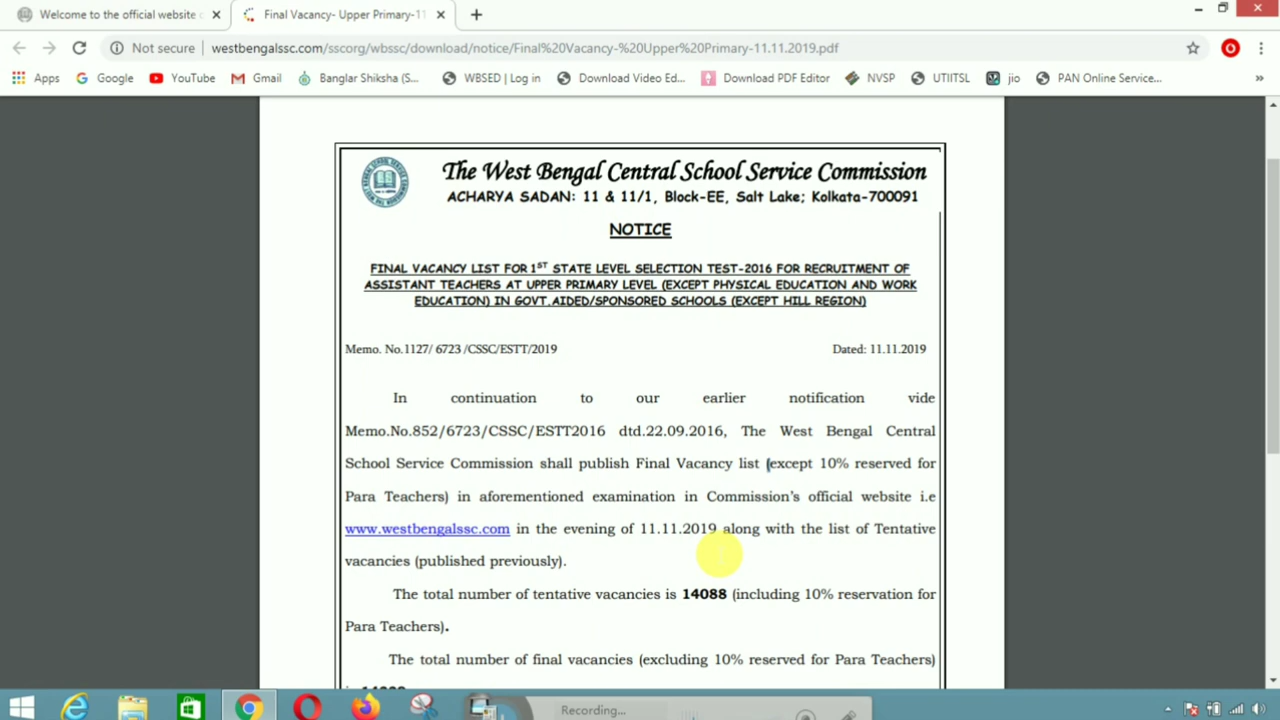 Welcome to the official website
Final Vacancy- Upper Primary-11
Not secure
westbengalssc.com/sscorg/wbssc/download/notice/Final%20Vacancy-%20Upper%20Primary-11.11.2019.pdf
Apps Google YouTube Gmail Banglar Shiksha (S... WBSED | Log in Download Video Ed... Download PDF Editor NVSP UTIITSL jio PAN Online Service... »
The West Bengal Central School Service Commission
ACHARYA SADAN: 11 & 11/1, Block-EE, Salt Lake; Kolkata-700091
NOTICE
FINAL VACANCY LIST FOR 1ST STATE LEVEL SELECTION TEST-2016 FOR RECRUITMENT OF
ASSISTANT TEACHERS AT UPPER PRIMARY LEVEL (EXCEPT PHYSICAL EDUCATION AND WORK
EDUCATION) IN GOVT.AIDED/SPONSORED SCHOOLS (EXCEPT HILL REGION)
Memo. No.1127/ 6723 /CSSC/ESTT/2019 Dated: 11.11.2019
In continuation to our earlier notification vide
Memo.No.852/6723/CSSC/ESTT2016 dtd.22.09.2016, The West Bengal Central
School Service Commission shall publish Final Vacancy list (except 10% reserved for
Para Teachers) in aforementioned examination in Commission's official website i.e
www.westbengalssc.com in the evening of 11.11.2019 along with the list of Tentative
vacancies (published previously).
The total number of tentative vacancies is 14088 (including 10% reservation for
Para Teachers).
The total number of final vacancies (excluding 10% reserved for Para Teachers)
Recording...